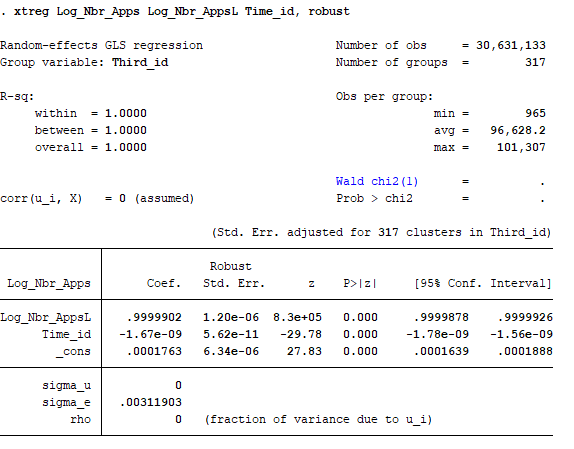 . xtreg Log_Nbr_Apps Log_Nbr_AppsL Time_id, robust
Random-effects GLS regression Number of obs = 30,631,133
Group variable: Third_id Number of groups = 317
R-sq: Obs per group:
within = 1.0000 min = 965
between = 1.0000 avg = 96,628.2
overall = 1.0000 max = 101,307
Wald chi2(1) = .
corr(u_i, X) = 0 (assumed) Prob > chi2 = .
(Std. Err. adjusted for 317 clusters in Third_id)
Robust
Log_Nbr_Apps Coef. Std. Err. z P>|z| [95% Conf. Interval]
Log_Nbr_AppsL .9999902 1.20e-06 8.3e+05 0.000 .9999878 .9999926
Time_id -1.67e-09 5.62e-11 -29.78 0.000 -1.78e-09 -1.56e-09
_cons .0001763 6.34e-06 27.83 0.000 .0001639 .0001888
sigma_u 0
sigma_e .00311903
rho 0 (fraction of variance due to u_i)